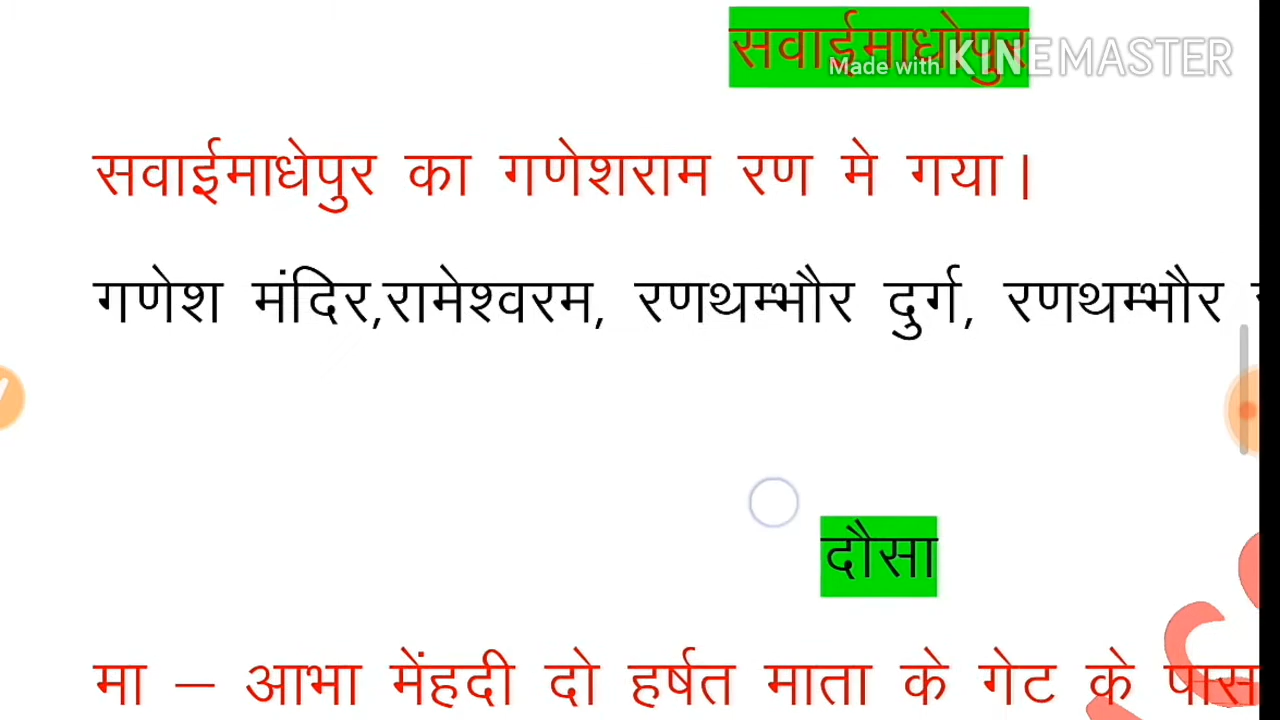 सवाईमाधोपुर
Made with KINEMASTER
सवाईमाधेपुर का गणेशराम रण मे गया।
गणेश मंदिर,रामेश्वरम, रणथम्भौर दुर्ग, रणथम्भौर
दौसा
मा – आभा मेंहदी दो हर्षत माता के गेट के पास